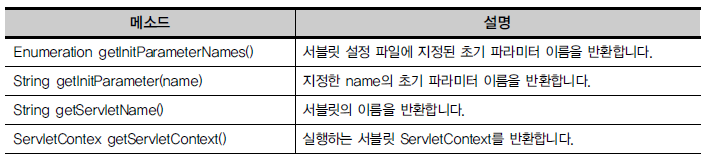 메소드 설명
Enumeration getInitParameterNames() 서블릿 설정 파일에 지정된 초기 파라미터 이름을 반환합니다.
String getInitParameter(name) 지정한 name의 초기 파라미터 이름을 반환합니다.
String getServletName() 서블릿의 이름을 반환합니다.
ServletContex getServletContext() 실행하는 서블릿 ServletContext를 반환합니다.